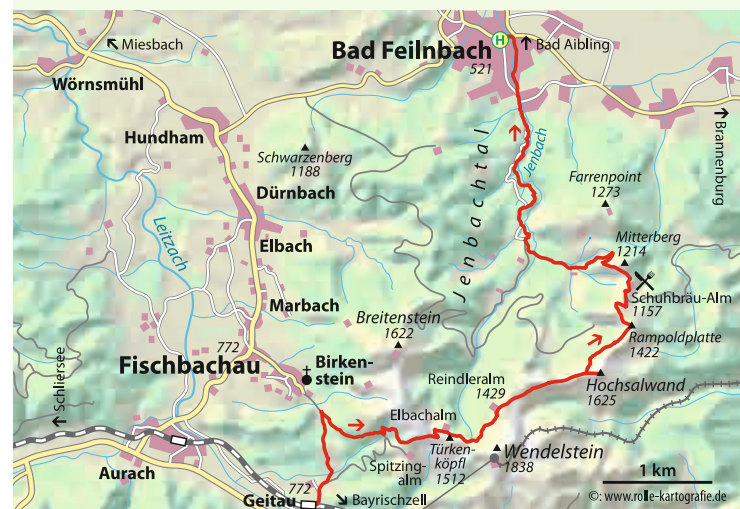 Miesbach
Bad Feilnbach
H
Bad Aibling
521
Wörnsmühl
Hundham
Schwarzenberg
1188
Dürnbach
Jenbachtal
Jenbach
Brannenburg
Farrenpoint
1273
Leitzach
Elbach
Mitterberg
1214
Marbach
Schuhbräu-Alm
1157
Breitenstein
1622
Rampoldplatte
1422
772
Fischbachau
Birken-
stein
Schliersee
Reindleralm
1429
Hochsalwand
1625
Elbachalm
Türken-
köpfl
1512
Wendelstein
1838
Spitzing-
alm
Aurach
772
Geitau
Bayrischzell
1 km
©: www.rolle-kartografie.de